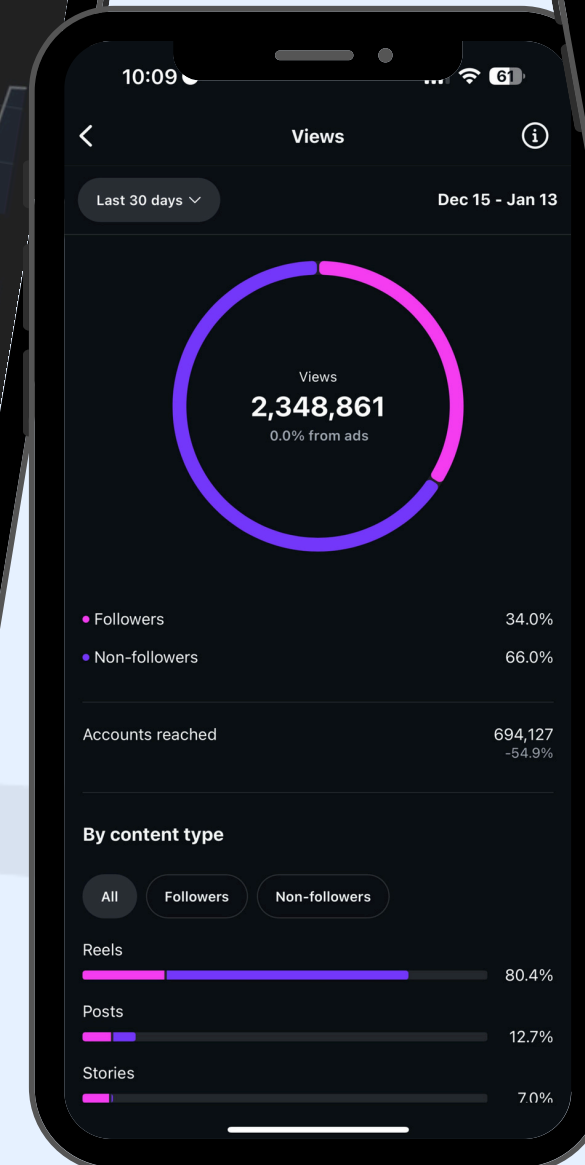 10:09
61
Views
Last 30 days
Dec 15 - Jan 13
Views
2,348,861
0.0% from ads
Followers 34.0%
Non-followers 66.0%
Accounts reached 694,127
-54.9%
By content type
All Followers Non-followers
Reels
80.4%
Posts
12.7%
Stories
7.0%